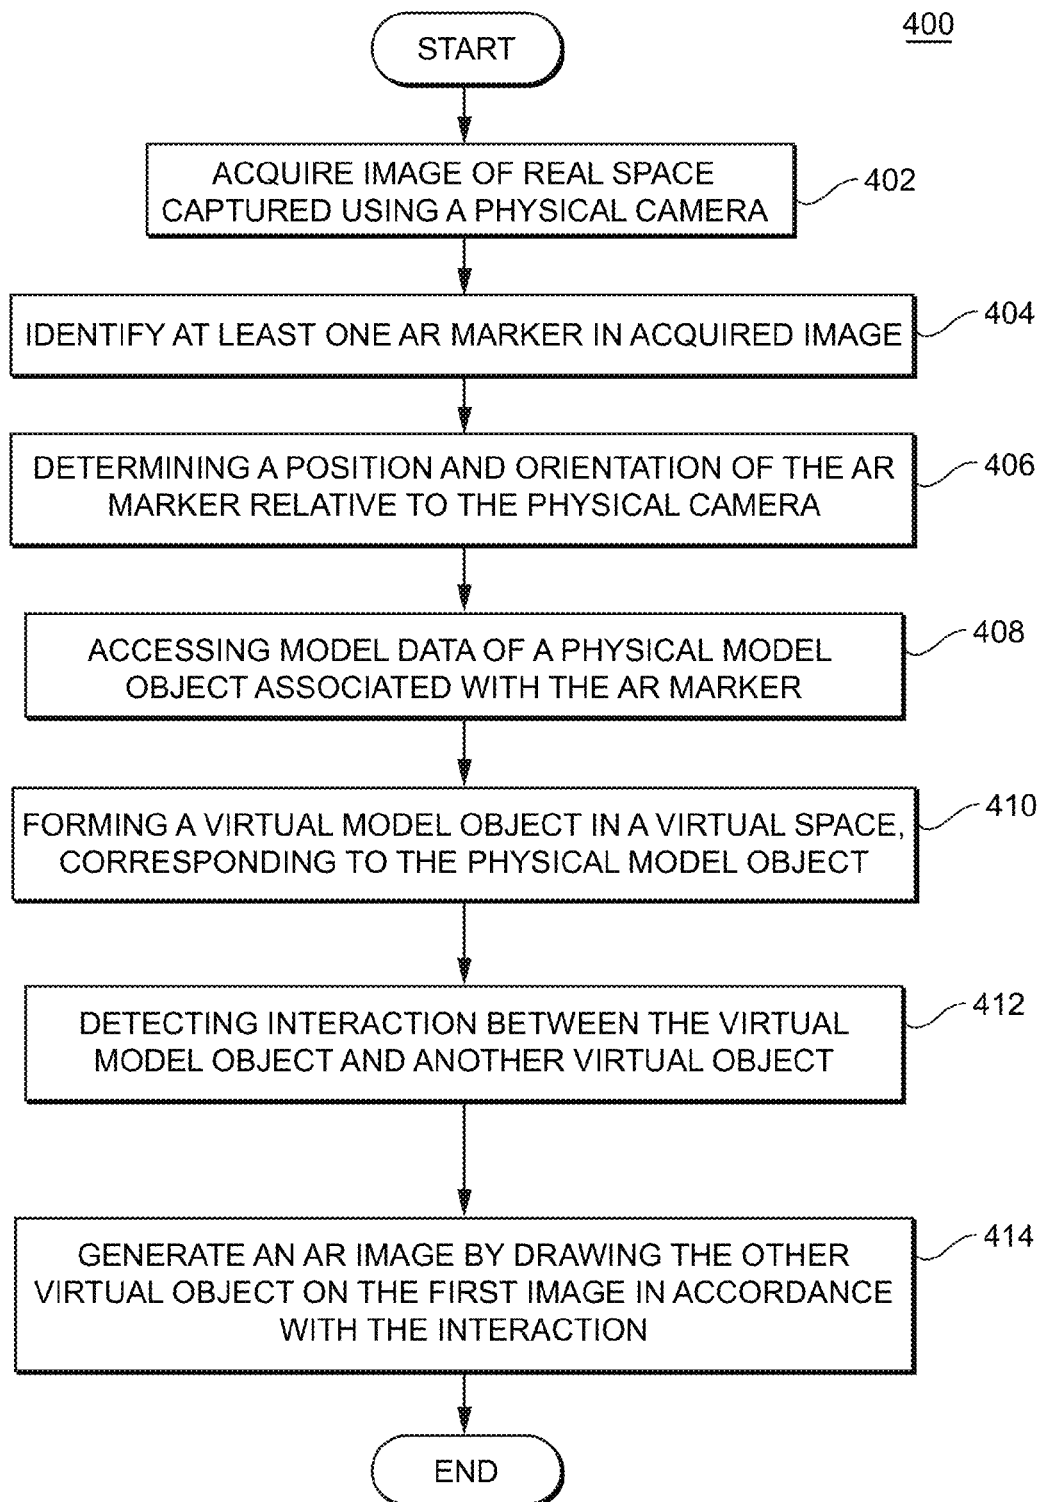 400
START
ACQUIRE IMAGE OF REAL SPACE
CAPTURED USING A PHYSICAL CAMERA
402
IDENTIFY AT LEAST ONE AR MARKER IN ACQUIRED IMAGE
404
DETERMINING A POSITION AND ORIENTATION OF THE AR
MARKER RELATIVE TO THE PHYSICAL CAMERA
406
ACCESSING MODEL DATA OF A PHYSICAL MODEL
OBJECT ASSOCIATED WITH THE AR MARKER
408
FORMING A VIRTUAL MODEL OBJECT IN A VIRTUAL SPACE,
CORRESPONDING TO THE PHYSICAL MODEL OBJECT
410
DETECTING INTERACTION BETWEEN THE VIRTUAL
MODEL OBJECT AND ANOTHER VIRTUAL OBJECT
412
GENERATE AN AR IMAGE BY DRAWING THE OTHER
VIRTUAL OBJECT ON THE FIRST IMAGE IN ACCORDANCE
WITH THE INTERACTION
414
END